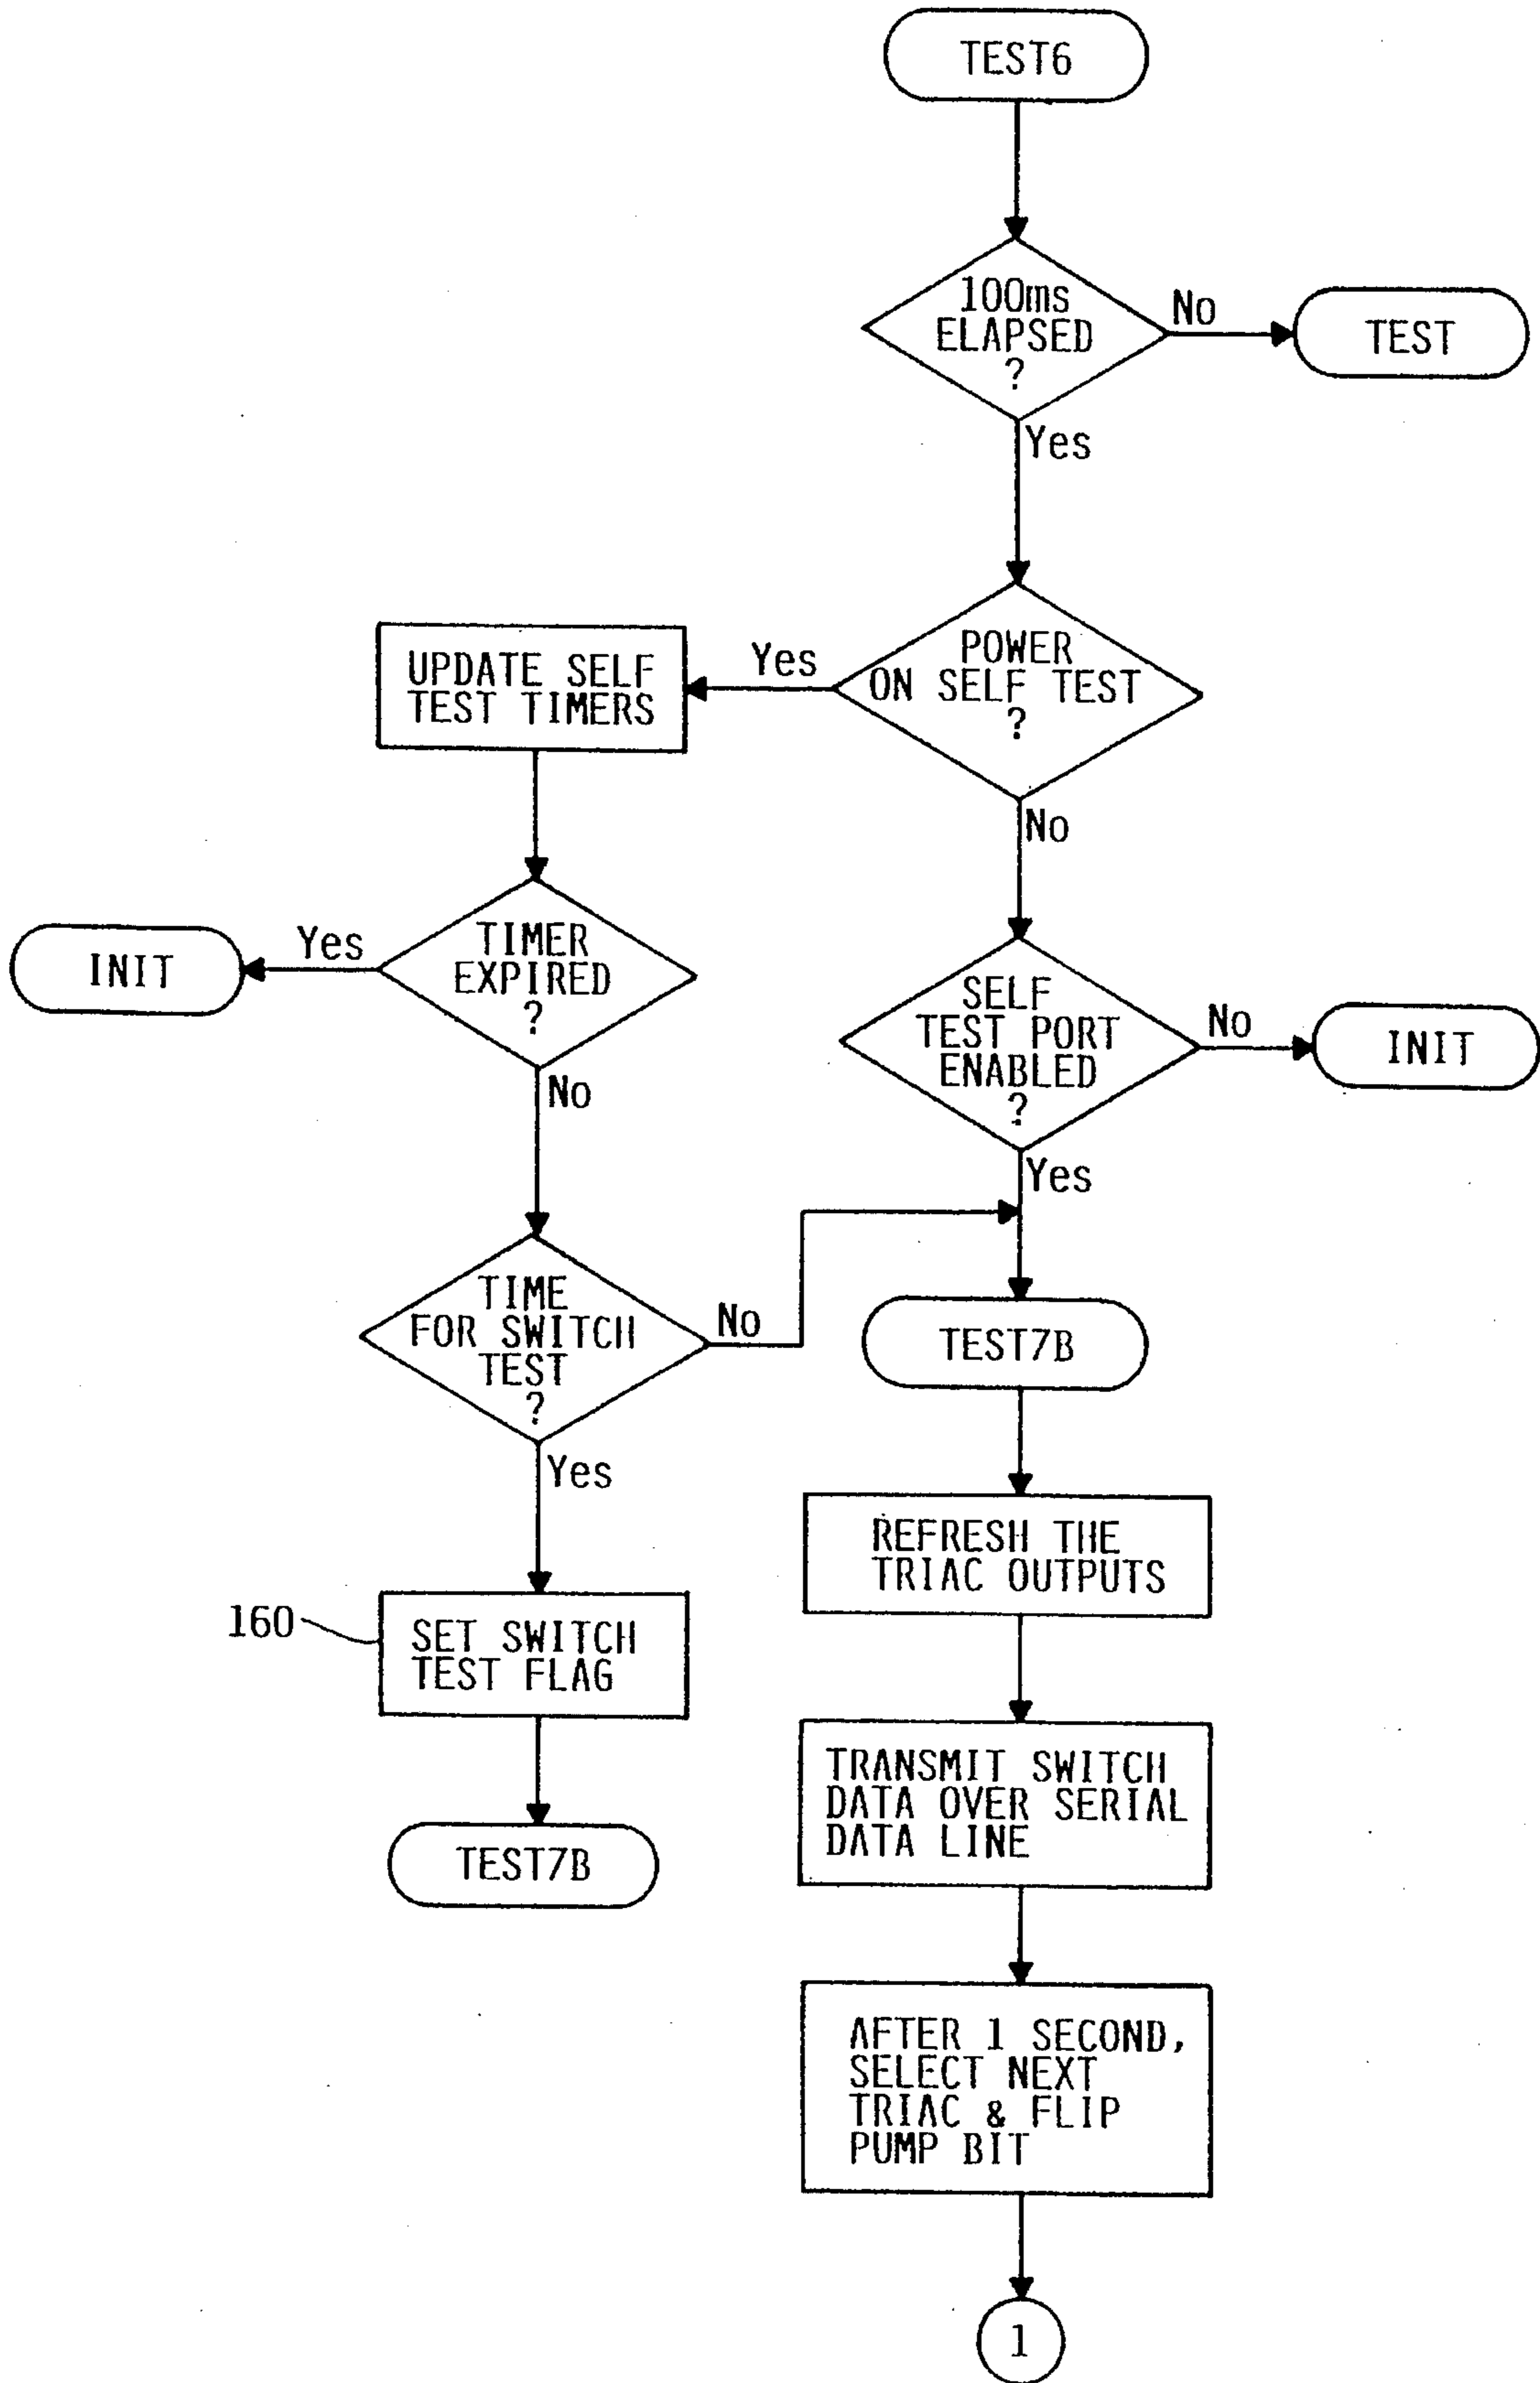 TEST6
100ms
ELAPSED
?
No
TEST
Yes
POWER
ON SELF TEST
?
Yes
UPDATE SELF
TEST TIMERS
No
TIMER
EXPIRED
?
Yes
INIT
No
SELF
TEST PORT
ENABLED
?
No
INIT
Yes
TIME
FOR SWITCH
TEST
?
No
TEST7B
Yes
REFRESH THE
TRIAC OUTPUTS
160
SET SWITCH
TEST FLAG
TRANSMIT SWITCH
DATA OVER SERIAL
DATA LINE
TEST7B
AFTER 1 SECOND,
SELECT NEXT
TRIAC & FLIP
PUMP BIT
1